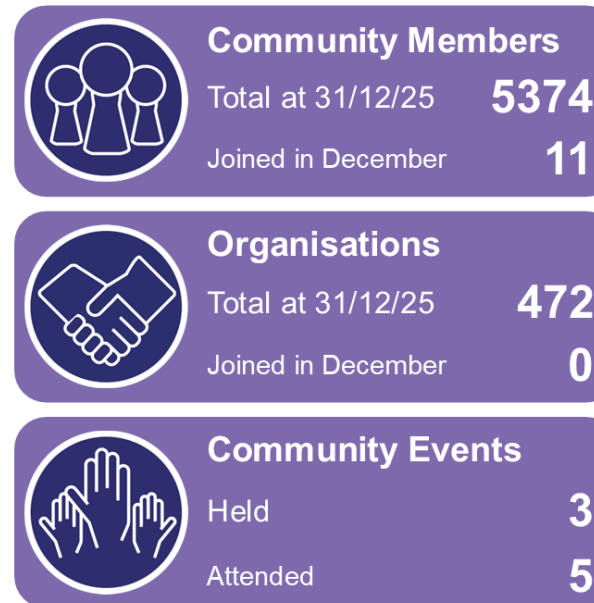 Community Members
Total at 31/12/25 5374
Joined in December 11
Organisations
Total at 31/12/25 472
Joined in December 0
Community Events
Held 3
Attended 5